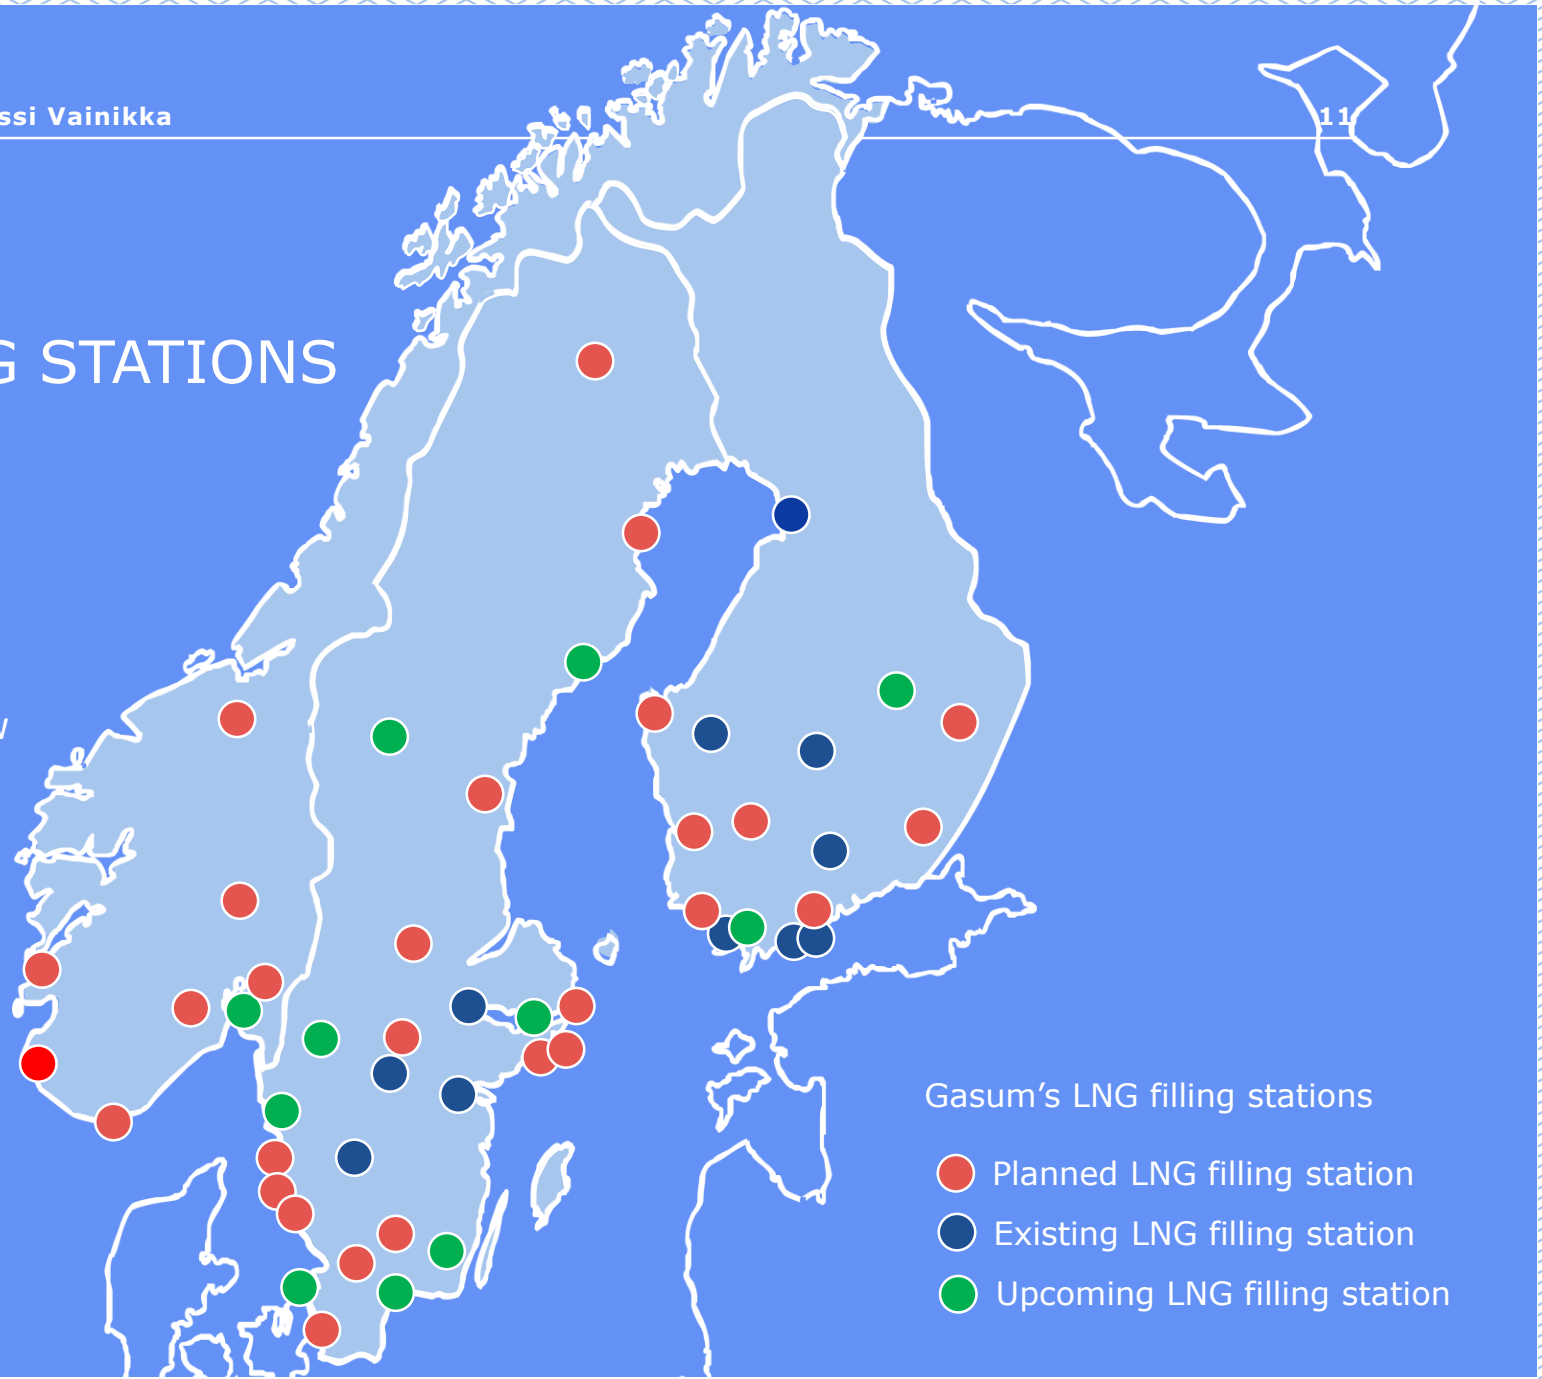 ssi Vainikka
11
G STATIONS
Gasum’s LNG filling stations
Planned LNG filling station
Existing LNG filling station
Upcoming LNG filling station